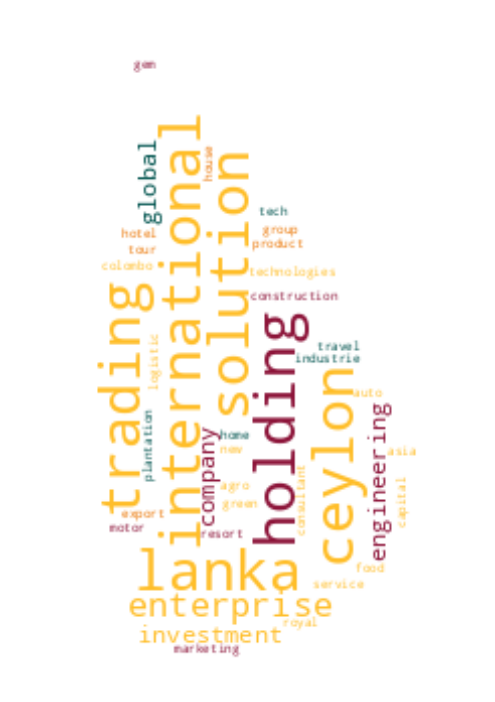 gem
international
global
house
solution
tech
hotel
group
tour
product
colombo
technologies
trading
construction
holding
logistic
travel
industrie
ceylon
auto
engineering
plantation
company
home
new
asia
consultant
capital
agro
green
export
motor
resort
lanka
food
service
enterprise
royal
investment
marketing